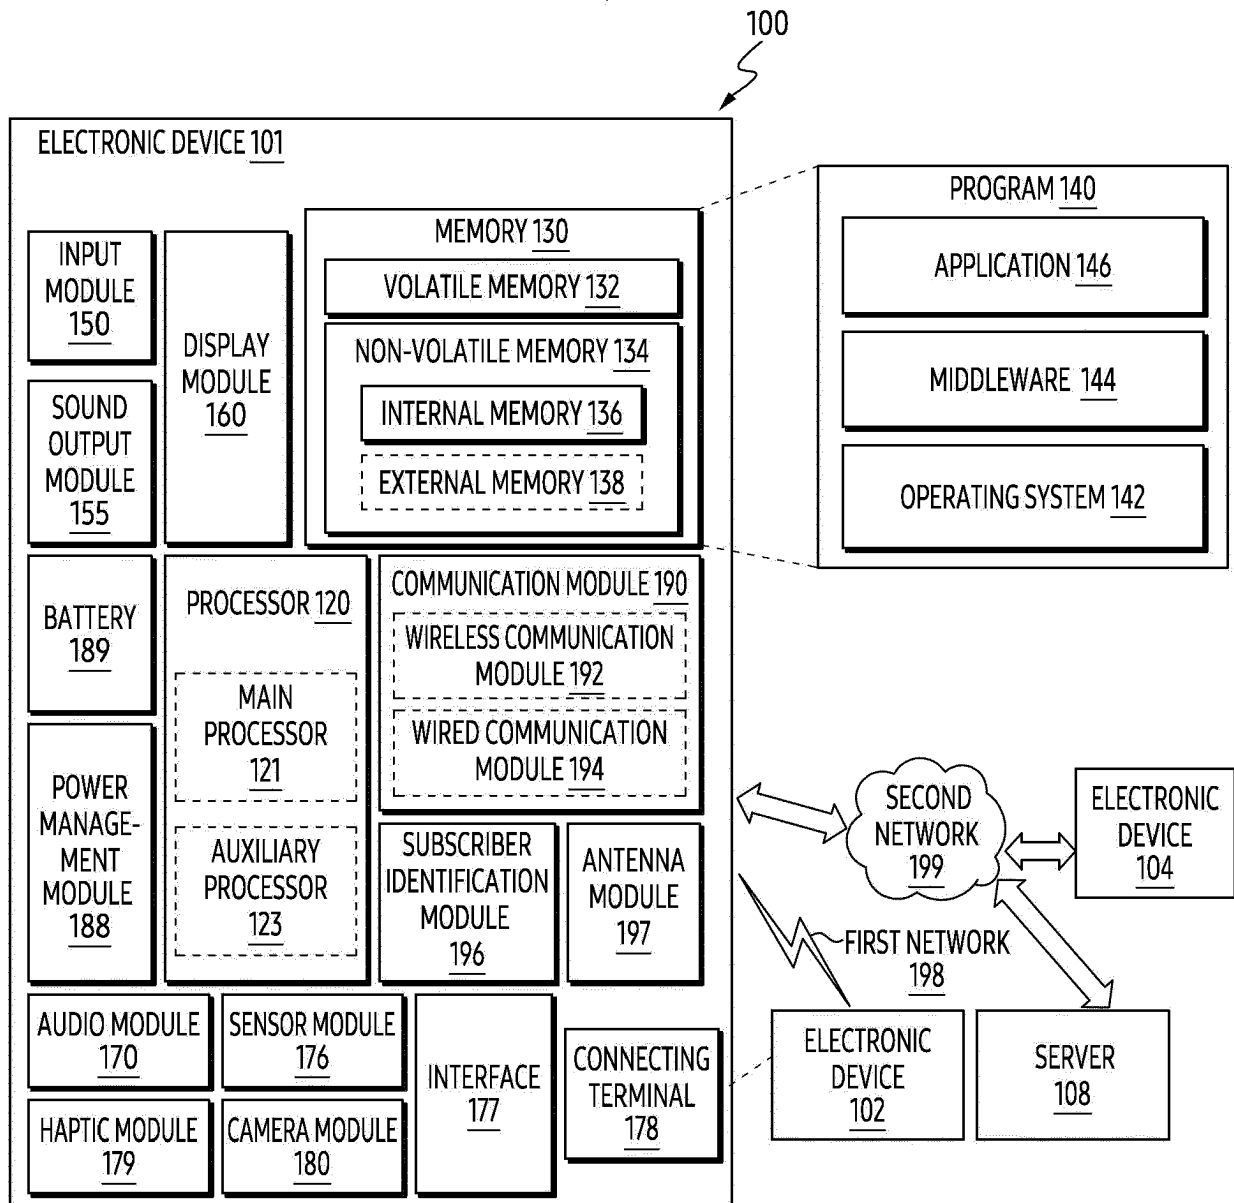 100
ELECTRONIC DEVICE 101
INPUT
MODULE
150
SOUND
OUTPUT
MODULE
155
DISPLAY
MODULE
160
MEMORY 130
VOLATILE MEMORY 132
NON-VOLATILE MEMORY 134
INTERNAL MEMORY 136
EXTERNAL MEMORY 138
PROGRAM 140
APPLICATION 146
MIDDLEWARE 144
OPERATING SYSTEM 142
BATTERY
189
POWER
MANAGE-
MENT MODULE
188
PROCESSOR 120
MAIN
PROCESSOR
121
AUXILIARY
PROCESSOR
123
COMMUNICATION MODULE 190
WIRELESS COMMUNICATION
MODULE 192
WIRED COMMUNICATION
MODULE 194
SUBSCRIBER
IDENTIFICATION
MODULE
196
ANTENNA
MODULE
197
SECOND
NETWORK
199
ELECTRONIC
DEVICE
104
FIRST NETWORK
198
AUDIO MODULE
170
SENSOR MODULE
176
INTERFACE
177
CONNECTING
TERMINAL
178
HAPTIC MODULE
179
CAMERA MODULE
180
ELECTRONIC
DEVICE
102
SERVER
108